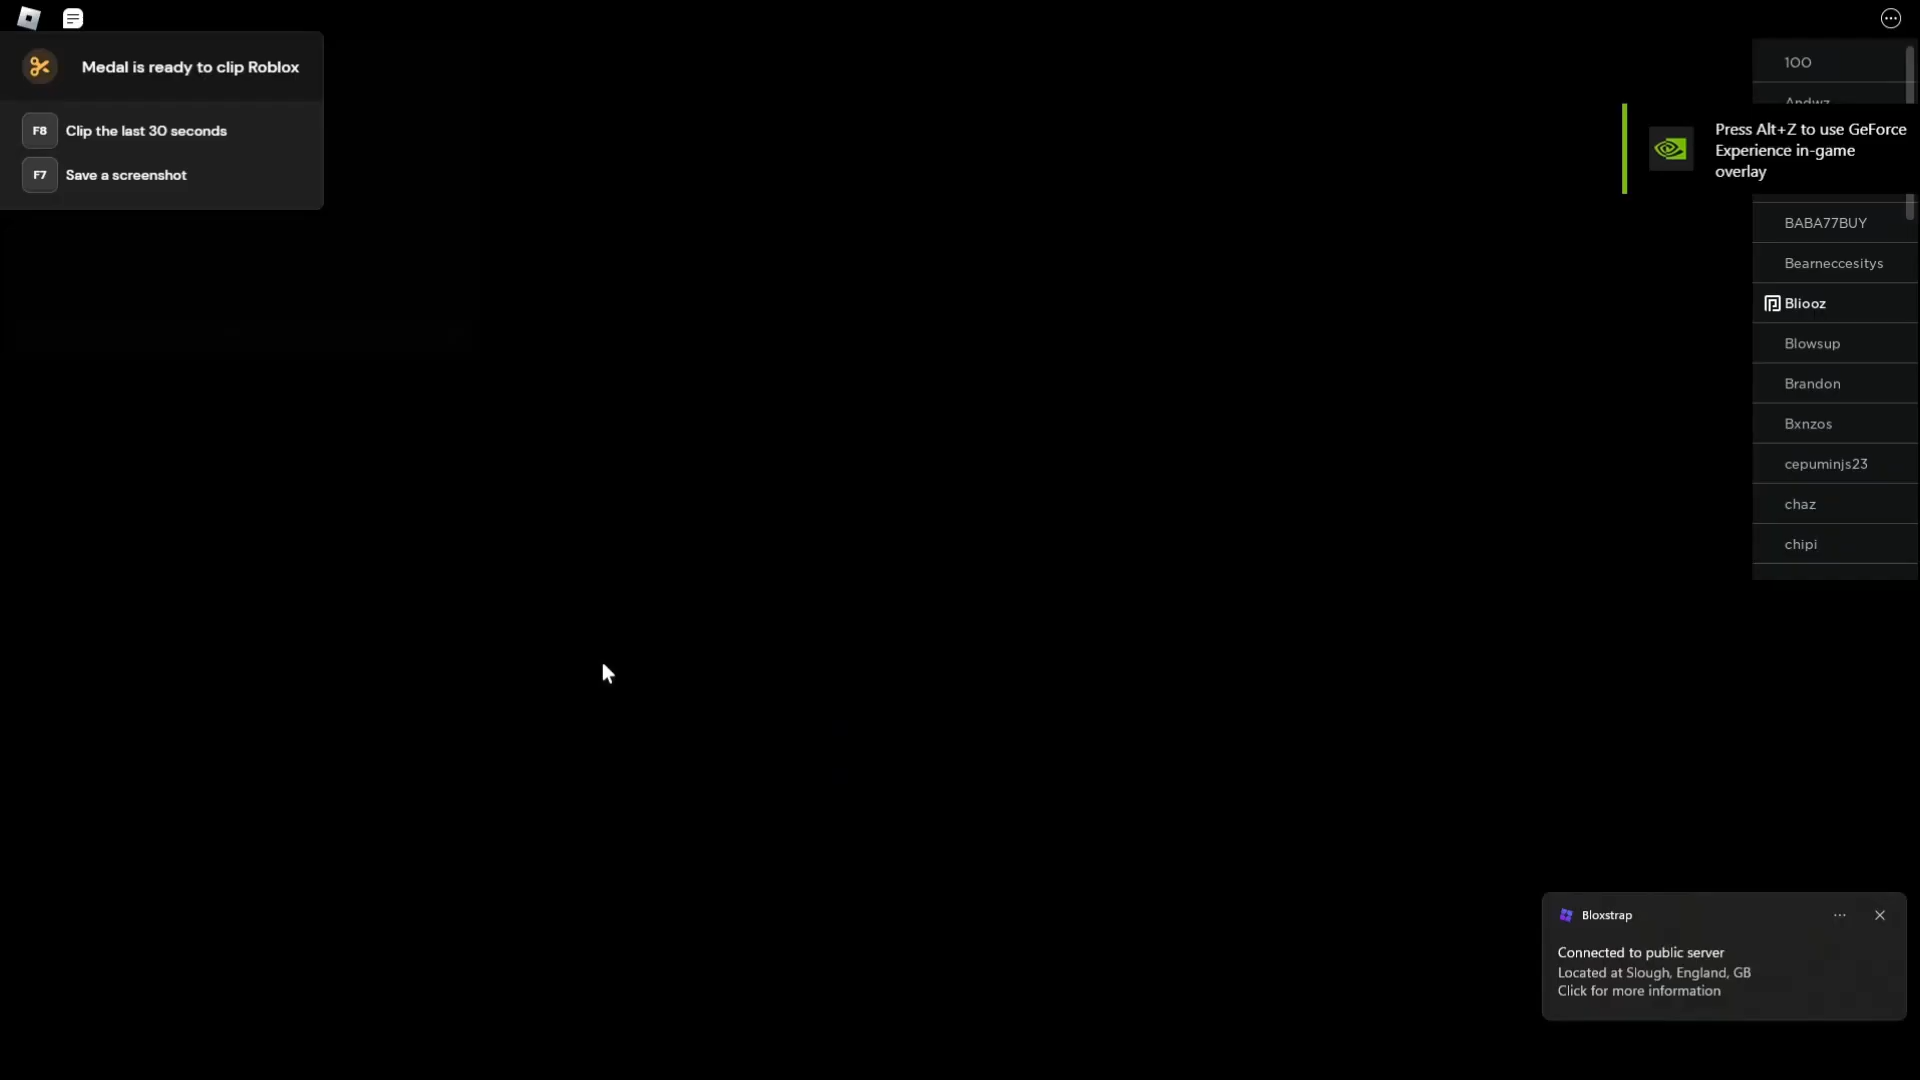 Medal is ready to clip Roblox
F8 Clip the last 30 seconds
F7 Save a screenshot
100
Andwz
Press Alt+Z to use GeForce
Experience in-game
overlay
BABA77BUY
Bearneccesitys
Bliooz
Blowsup
Brandon
Bxnzos
cepuminjs23
chaz
chipi
Bloxstrap
Connected to public server
Located at Slough, England, GB
Click for more information